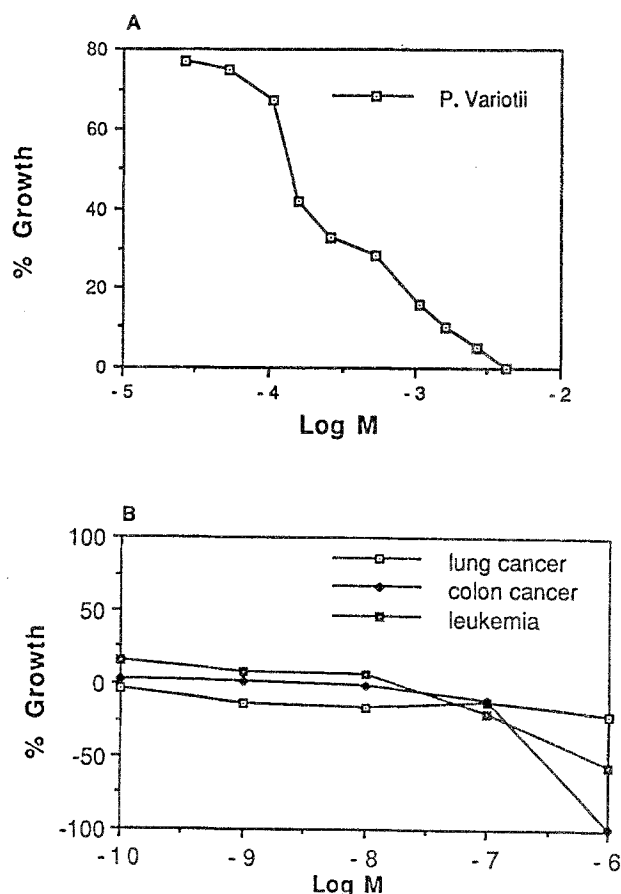 A
80
60
40
20
0
% Growth
P. Variotii
-5
-4
-3
-2
Log M
B
100
50
0
-50
-100
% Growth
lung cancer
colon cancer
leukemia
-10
-9
-8
-7
-6
Log M